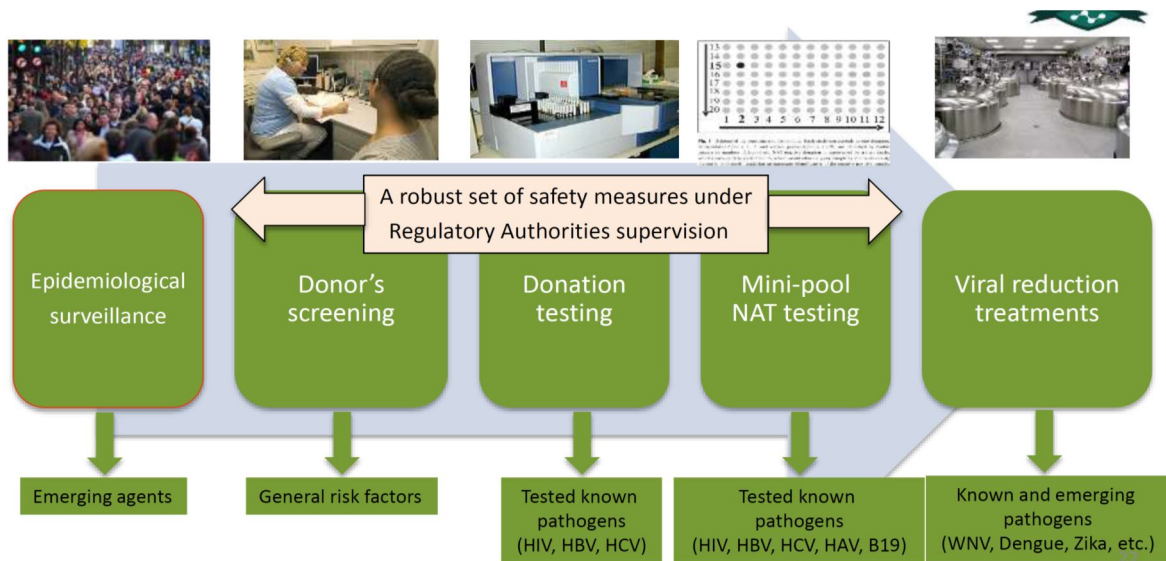 13
14
15
16
17
18
19
20
1 2 3 4 5 6 7 8 9 10 11 12
A robust set of safety measures under
Regulatory Authorities supervision
Epidemiological
surveillance
Donor's
screening
Donation
testing
Mini-pool
NAT testing
Viral reduction
treatments
Emerging agents
General risk factors
Tested known
pathogens
(HIV, HBV, HCV)
Tested known
pathogens
(HIV, HBV, HCV, HAV, B19)
Known and emerging
pathogens
(WNV, Dengue, Zika, etc.)